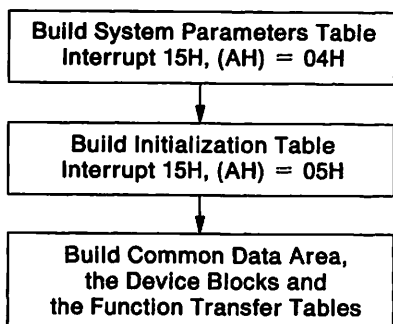 Build System Parameters Table
Interrupt 15H, (AH) = 04H
Build Initialization Table
Interrupt 15H, (AH) = 05H
Build Common Data Area,
the Device Blocks and
the Function Transfer Tables